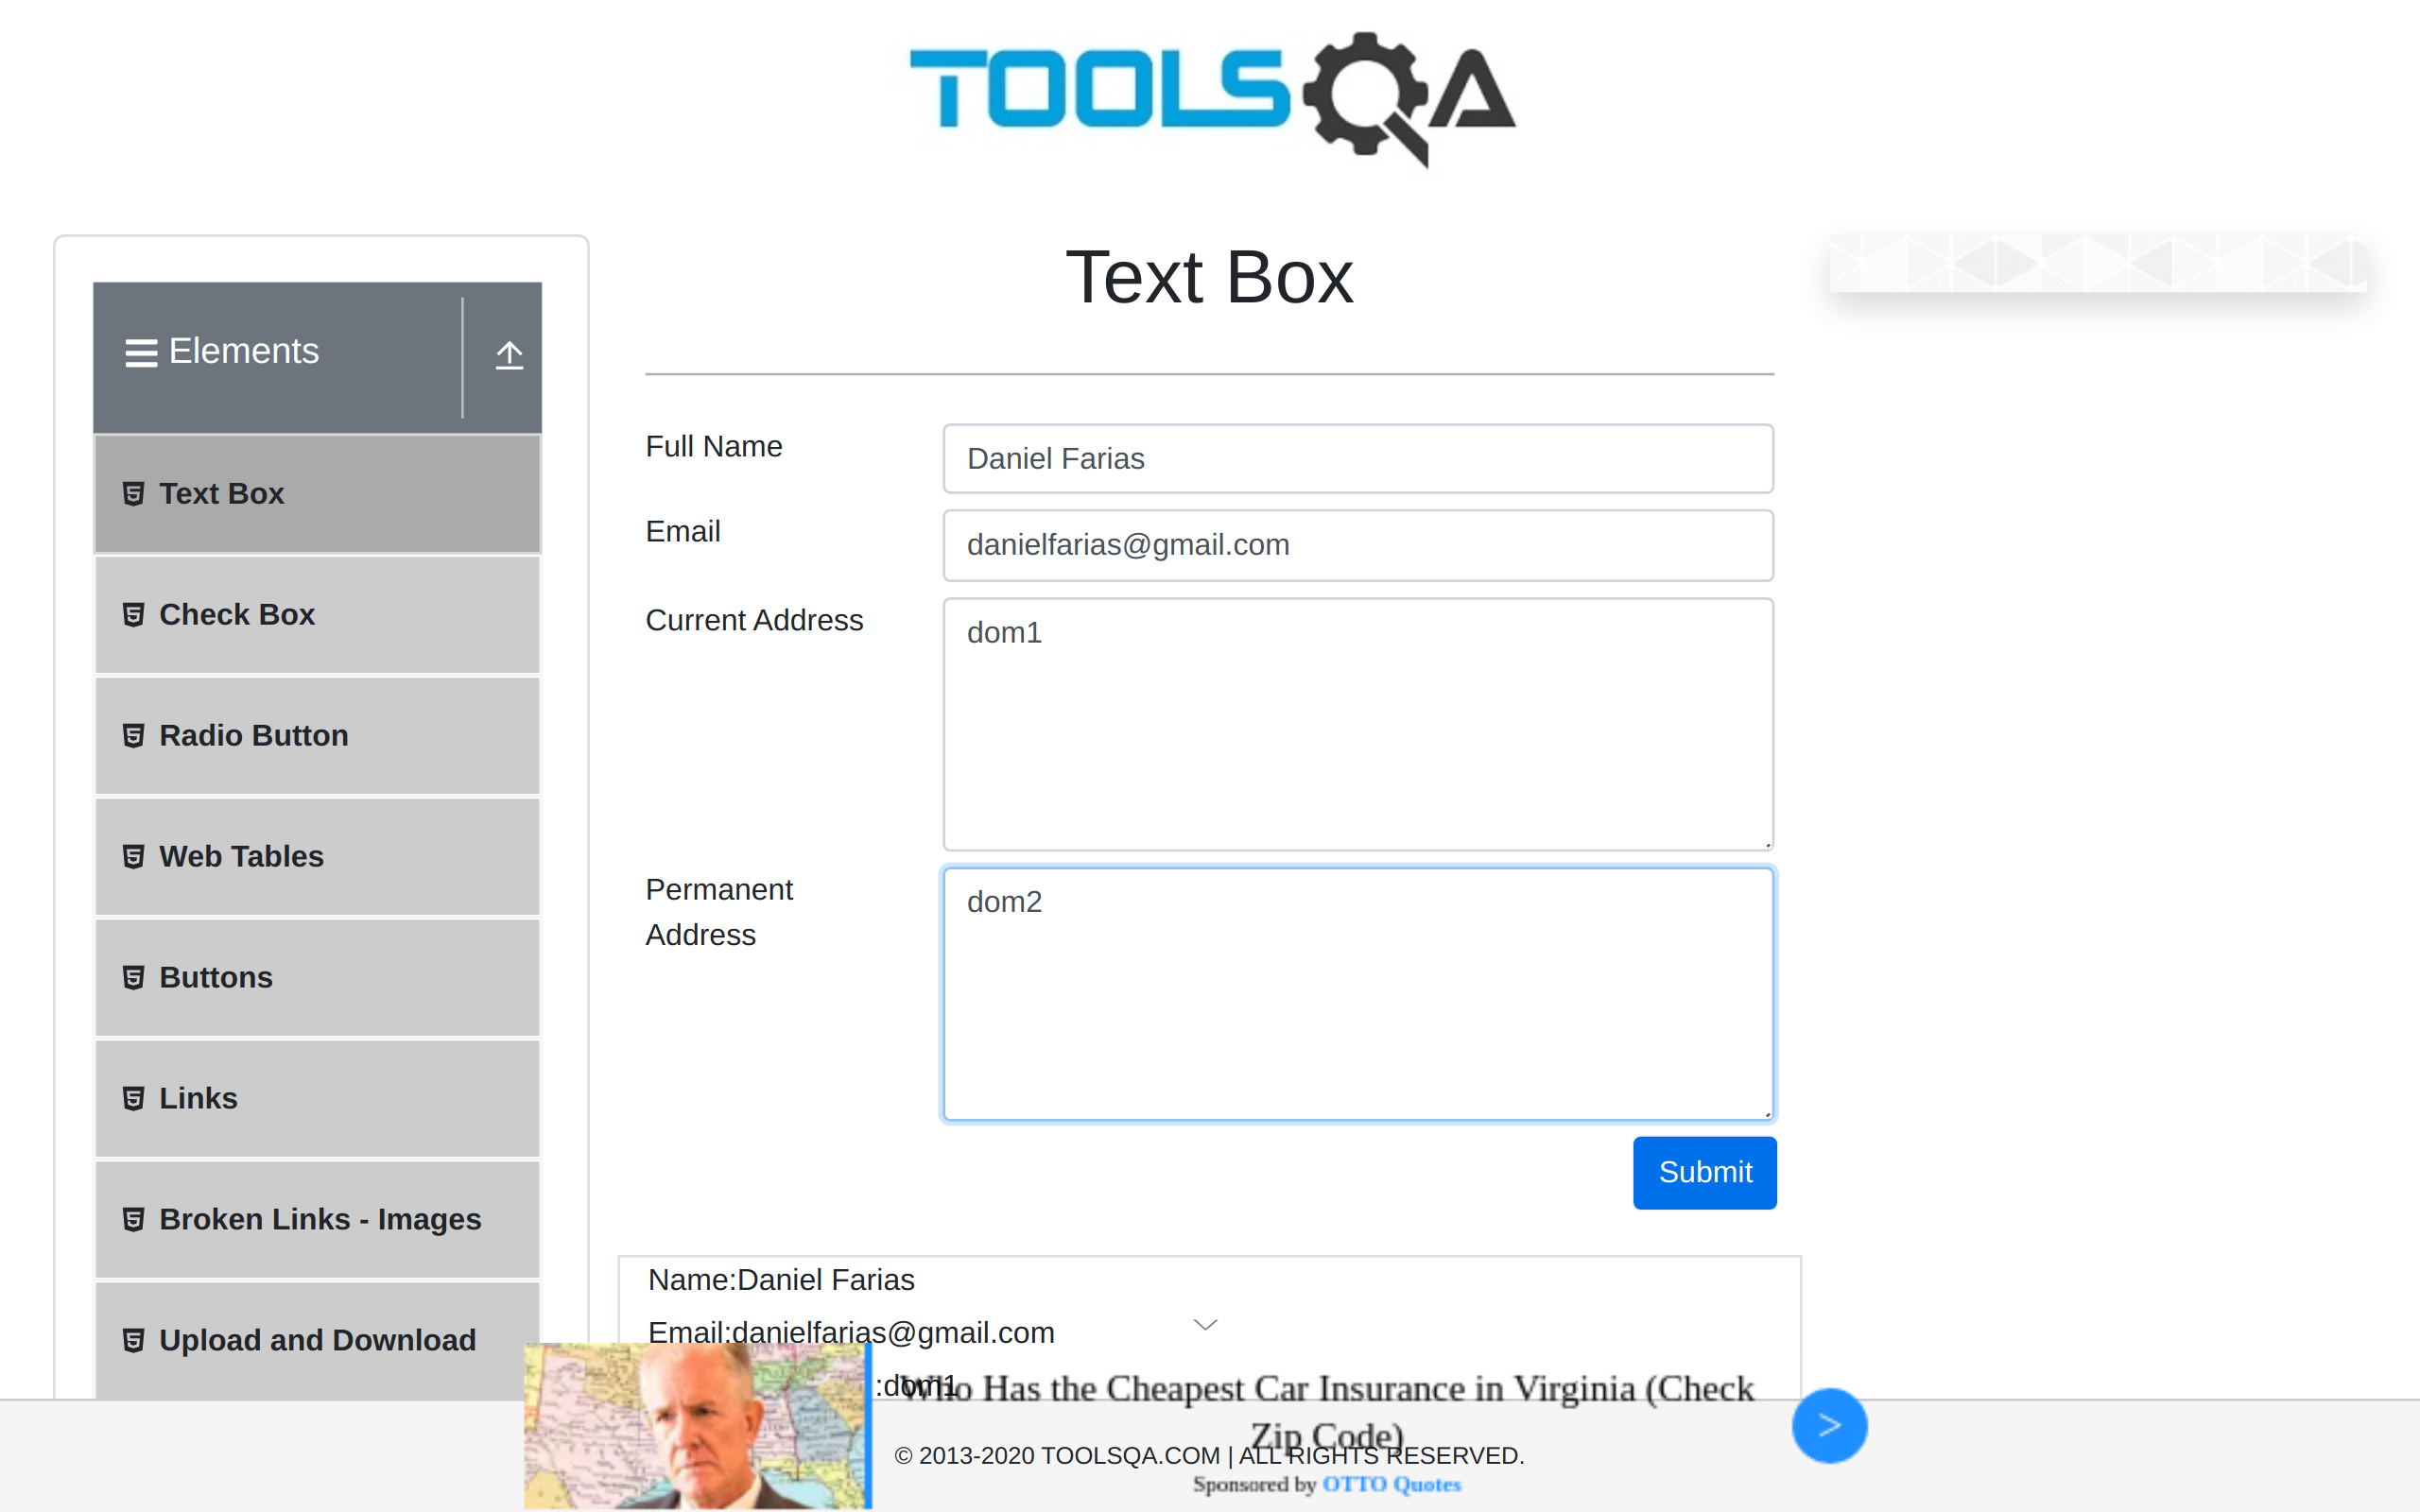 TOOLSQA
Text Box
Elements
Text Box
Check Box
Radio Button
Web Tables
Buttons
Links
Broken Links - Images
Upload and Download
Full Name
Daniel Farias
Email
danielfarias@gmail.com
Current Address
dom1
Permanent
Address
dom2
Submit
Name:Daniel Farias
Email:danielfarias@gmail.com
:dom1
Who Has the Cheapest Car Insurance in Virginia (Check
Zip Code)
© 2013-2020 TOOLSQA.COM | ALL RIGHTS RESERVED.
Sponsored by OTTO Quotes